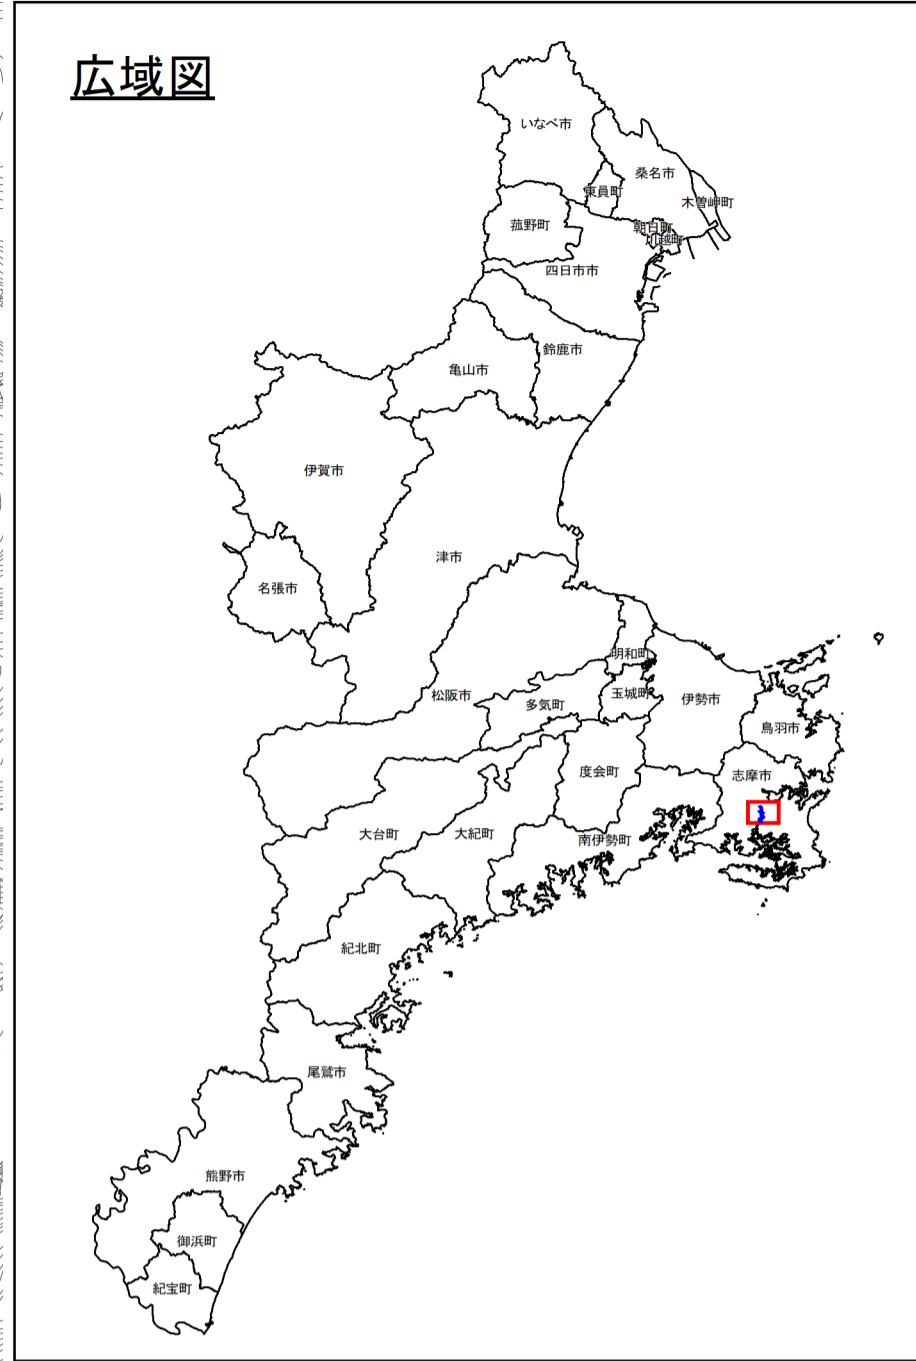 広域図
いなべ市
桑名市
東員町
木曽岬町
菰野町
朝日町
川越町
四日市市
鈴鹿市
亀山市
伊賀市
津市
名張市
明和町
松阪市
玉城町
伊勢市
多気町
鳥羽市
度会町
志摩市
大台町
大紀町
南伊勢町
紀北町
尾鷲市
熊野市
御浜町
紀宝町